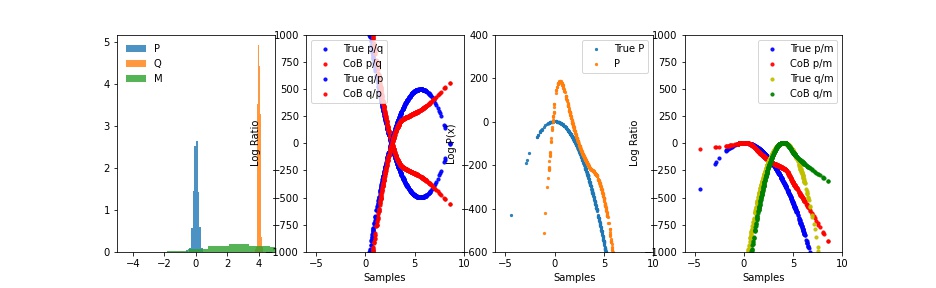 P
Q
M
5
4
3
2
1
0
−4
−2
0
2
4
Log Ratio
1000
750
500
250
0
−250
−500
−750
1000
True p/q
CoB p/q
True q/p
CoB q/p
−5
0
5
10
Samples
Log P(x)
400
200
0
−200
−400
−600
True P
P
−5
0
5
10
Samples
Log Ratio
1000
750
500
250
0
−250
−500
−750
1000
True p/m
CoB p/m
True q/m
CoB q/m
−5
0
5
10
Samples